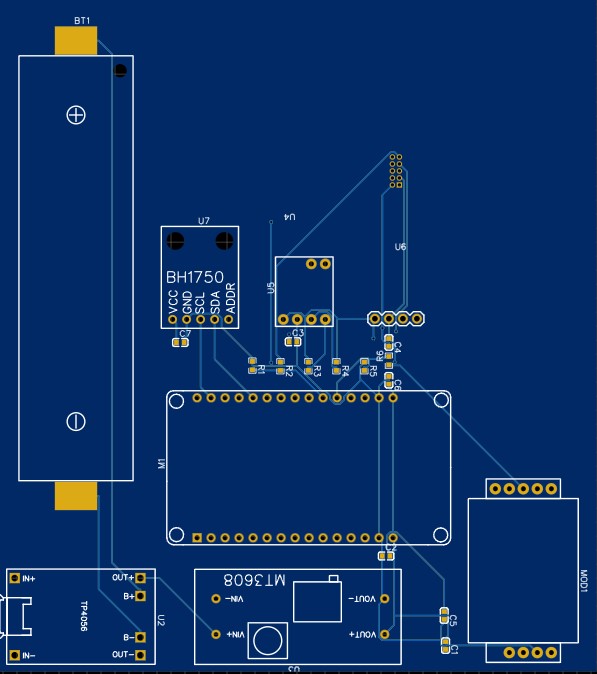 BT1
U7
U4
U6
U5
BH1750
VCC
GND
SCL
SDA
ADDR
C7
C3
C4
R9
C6
R1
R2
R3
R4
R5
M1
C2
MOD1
IN+
OUT+
B+
TP4056
U2
B-
IN-
OUT-
MT3608
VIN-
VOUT-
VIN+
VOUT+
C5
C1
U3